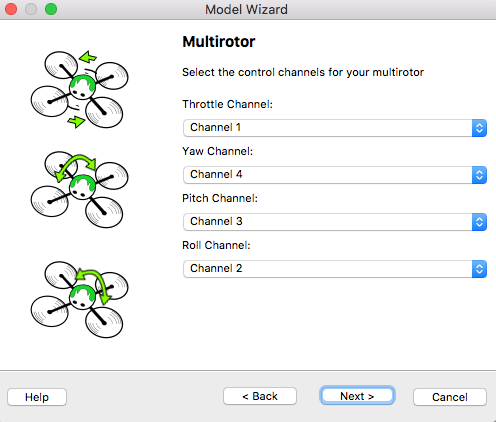 Model Wizard
Multirotor
Select the control channels for your multirotor
Throttle Channel:
Channel 1
Yaw Channel:
Channel 4
Pitch Channel:
Channel 3
Roll Channel:
Channel 2
Help
< Back
Next >
Cancel